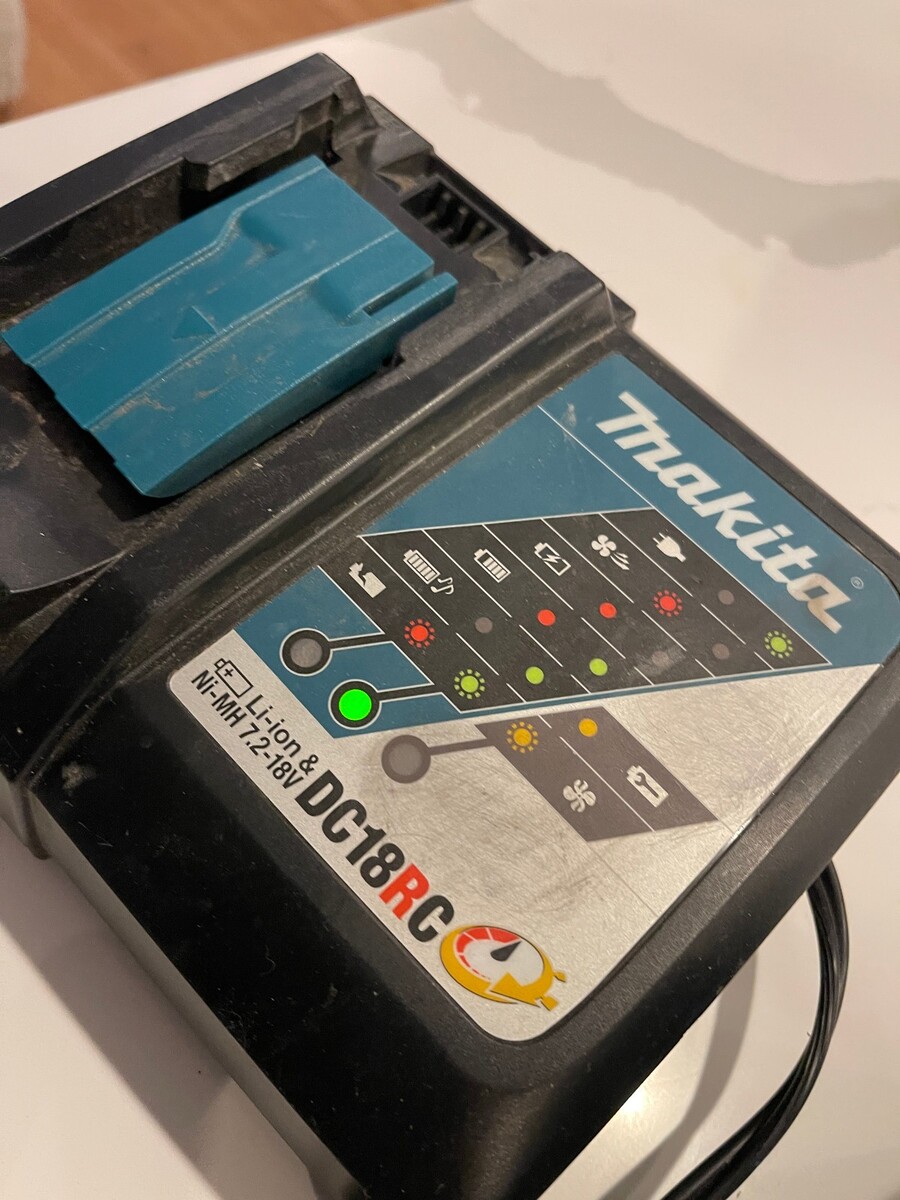 makita®
Li-ion &
Ni-MH 7.2-18V
DC18RC